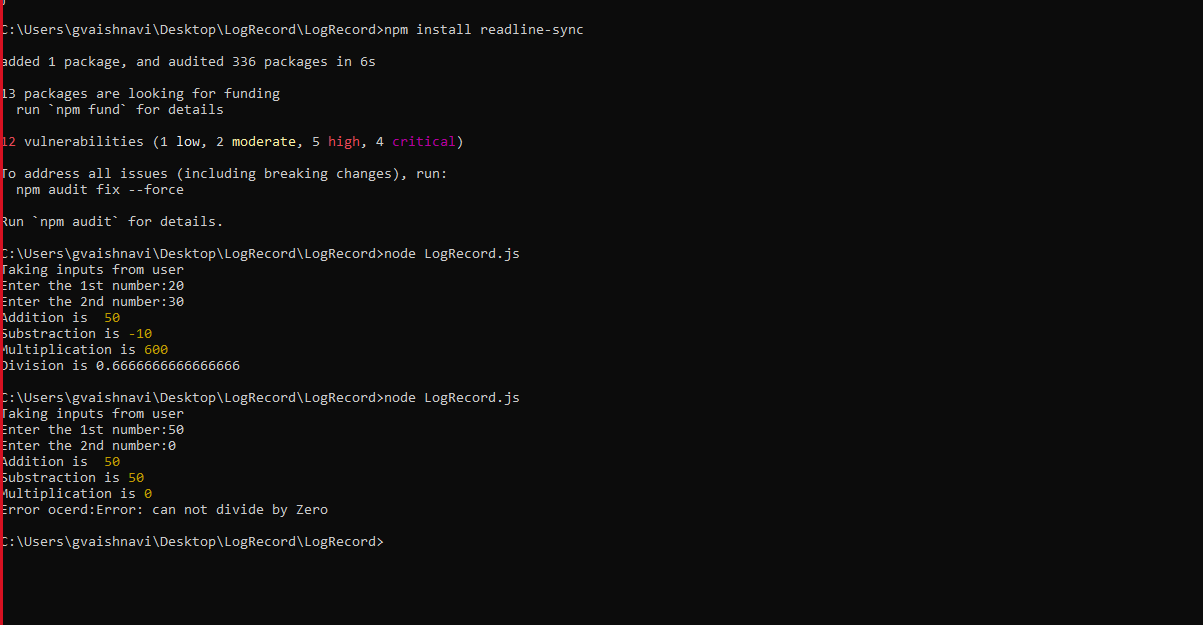 C:\Users\gvaishnavi\Desktop\LogRecord\LogRecord>npm install readline-sync
added 1 package, and audited 336 packages in 6s
13 packages are looking for funding
run `npm fund` for details
12 vulnerabilities (1 low, 2 moderate, 5 high, 4 critical)
To address all issues (including breaking changes), run:
npm audit fix --force
Run `npm audit` for details.
C:\Users\gvaishnavi\Desktop\LogRecord\LogRecord>node LogRecord.js
Taking inputs from user
Enter the 1st number:20
Enter the 2nd number:30
Addition is  50
Substraction is -10
Multiplication is 600
Division is 0.6666666666666666
C:\Users\gvaishnavi\Desktop\LogRecord\LogRecord>node LogRecord.js
Taking inputs from user
Enter the 1st number:50
Enter the 2nd number:0
Addition is  50
Substraction is 50
Multiplication is 0
Error ocerd:Error: can not divide by Zero
C:\Users\gvaishnavi\Desktop\LogRecord\LogRecord>